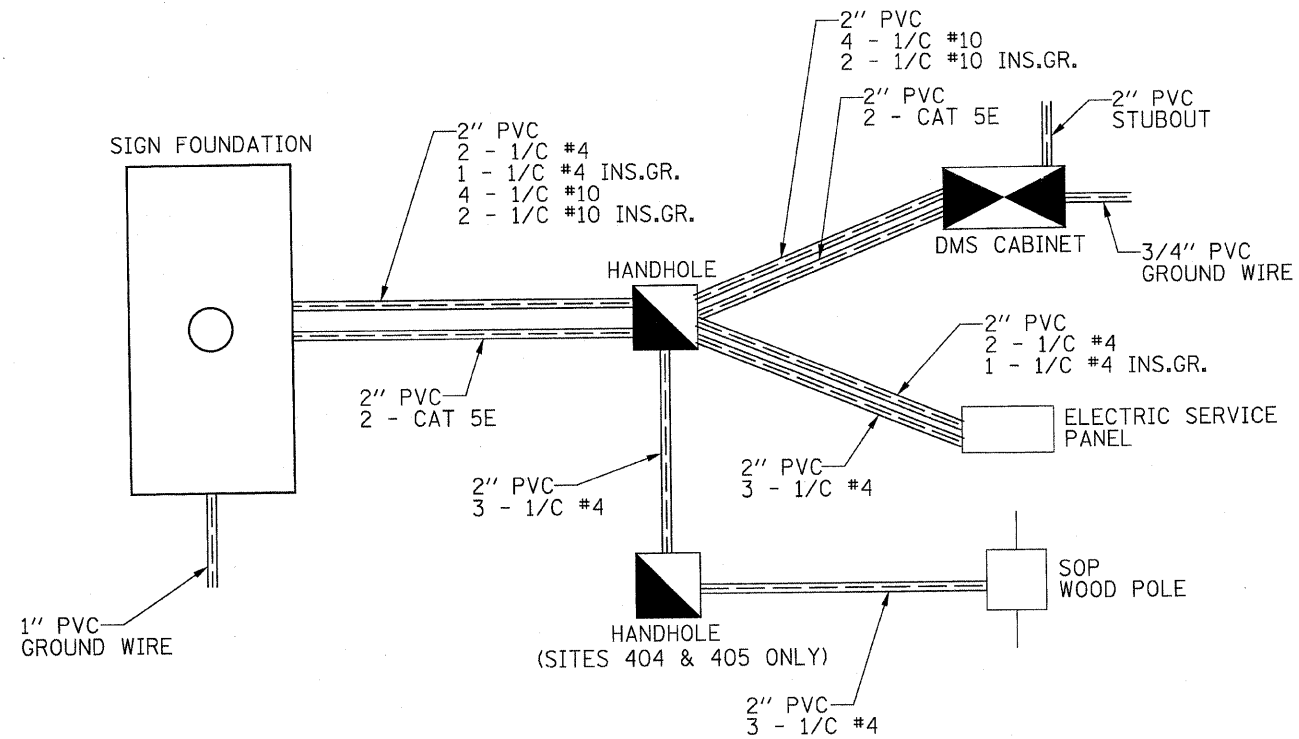 2" PVC
4 - 1/C #10
2 - 1/C #10 INS.GR.
2" PVC
2 - CAT 5E
2" PVC
STUBOUT
SIGN FOUNDATION
2" PVC
2 - 1/C #4
1 - 1/C #4 INS.GR.
4 - 1/C #10
2 - 1/C #10 INS.GR.
DMS CABINET
3/4" PVC
GROUND WIRE
HANDHOLE
2" PVC
2 - 1/C #4
1 - 1/C #4 INS.GR.
2" PVC
2 - CAT 5E
ELECTRIC SERVICE
PANEL
2" PVC
3 - 1/C #4
2" PVC
3 - 1/C #4
SOP
WOOD POLE
1" PVC
GROUND WIRE
HANDHOLE
(SITES 404 & 405 ONLY)
2" PVC
3 - 1/C #4